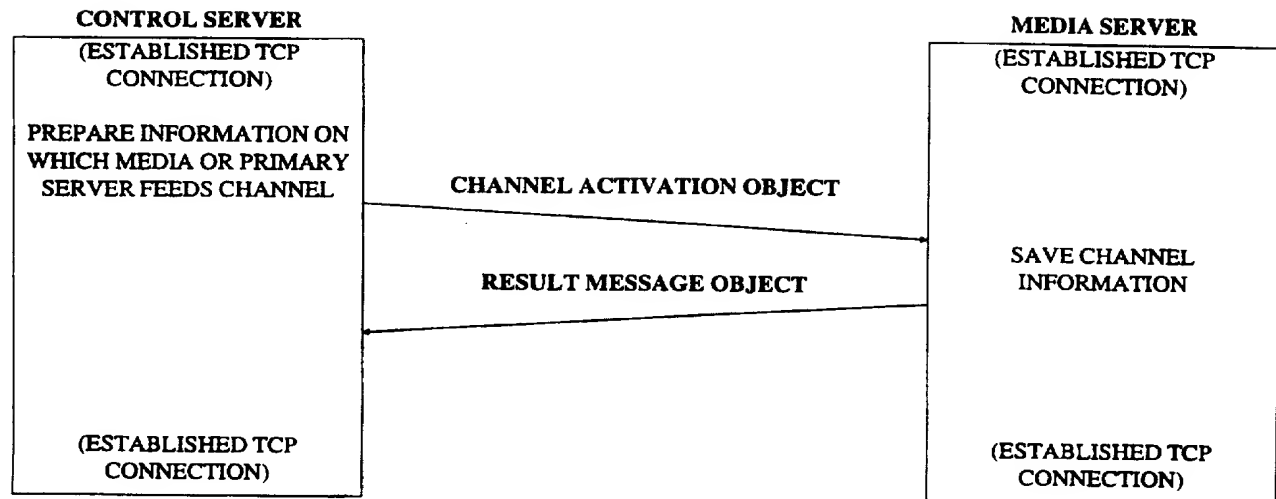 CONTROL SERVER
(ESTABLISHED TCP
CONNECTION)
PREPARE INFORMATION ON
WHICH MEDIA OR PRIMARY
SERVER FEEDS CHANNEL
(ESTABLISHED TCP
CONNECTION)
CHANNEL ACTIVATION OBJECT
RESULT MESSAGE OBJECT
MEDIA SERVER
(ESTABLISHED TCP
CONNECTION)
SAVE CHANNEL
INFORMATION
(ESTABLISHED TCP
CONNECTION)